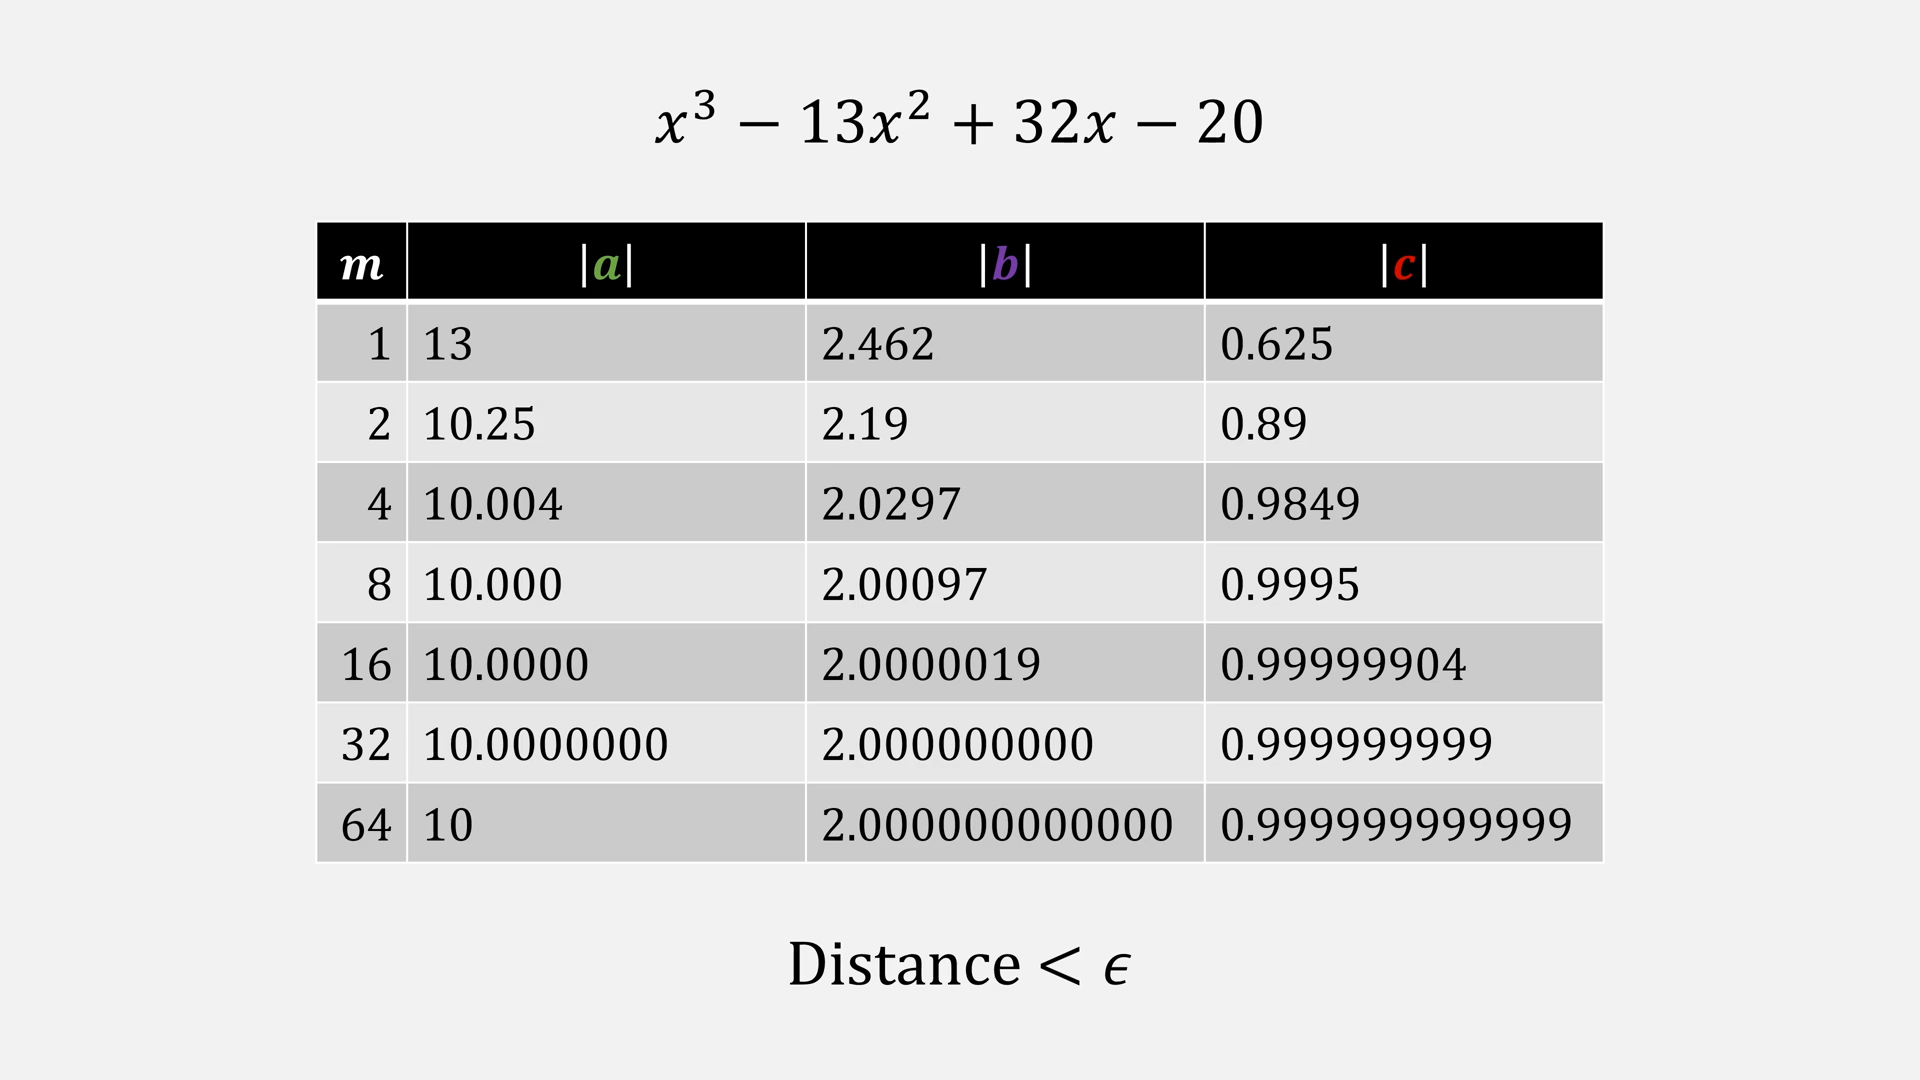 x³ − 13x² + 32x − 20
m |a| |b| |c|
1 13 2.462 0.625
2 10.25 2.19 0.89
4 10.004 2.0297 0.9849
8 10.000 2.00097 0.9995
16 10.0000 2.0000019 0.99999904
32 10.0000000 2.000000000 0.999999999
64 10 2.000000000000 0.999999999999
Distance < ϵ